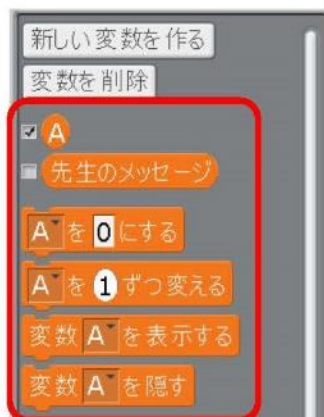 新しい変数を作る
変数を削除
A
先生のメッセージ
Aを0にする
Aを1ずつ変える
変数Aを表示する
変数Aを隠す